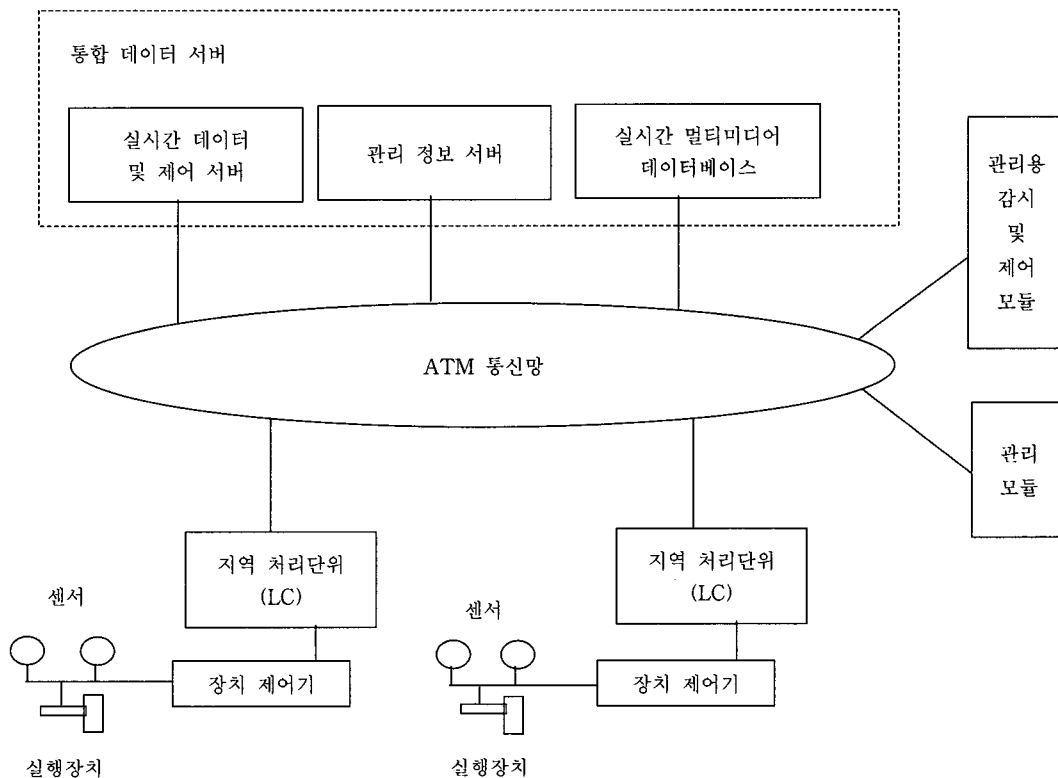 통합 데이터 서버
실시간 데이터
및 제어 서버
관리 정보 서버
실시간 멀티미디어
데이터베이스
관리용
감시
및
제어
모듈
ATM 통신망
관리
모듈
지역 처리단위
(LC)
지역 처리단위
(LC)
센서
센서
장치 제어기
장치 제어기
실행장치
실행장치